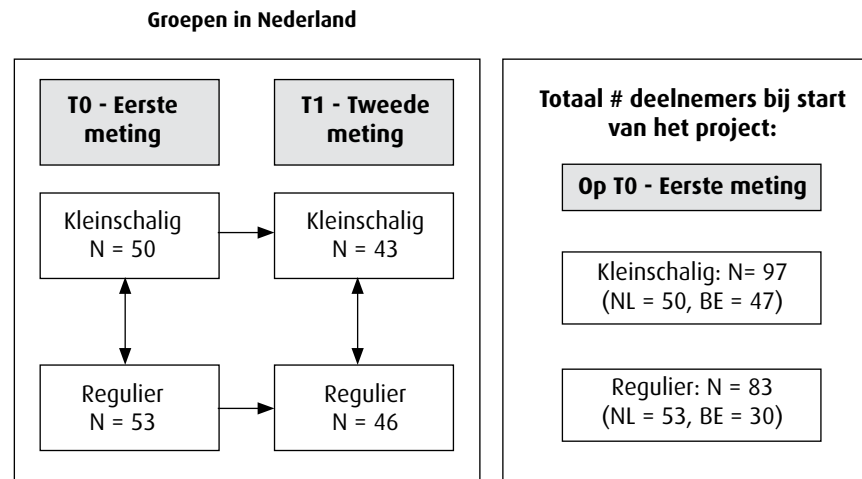 Groepen in Nederland
T0 - Eerste
meting
T1 - Tweede
meting
Kleinschalig
N = 50
Kleinschalig
N = 43
Regulier
N = 53
Regulier
N = 46
Totaal # deelnemers bij start
van het project:
Op T0 - Eerste meting
Kleinschalig: N= 97
(NL = 50, BE = 47)
Regulier: N = 83
(NL = 53, BE = 30)